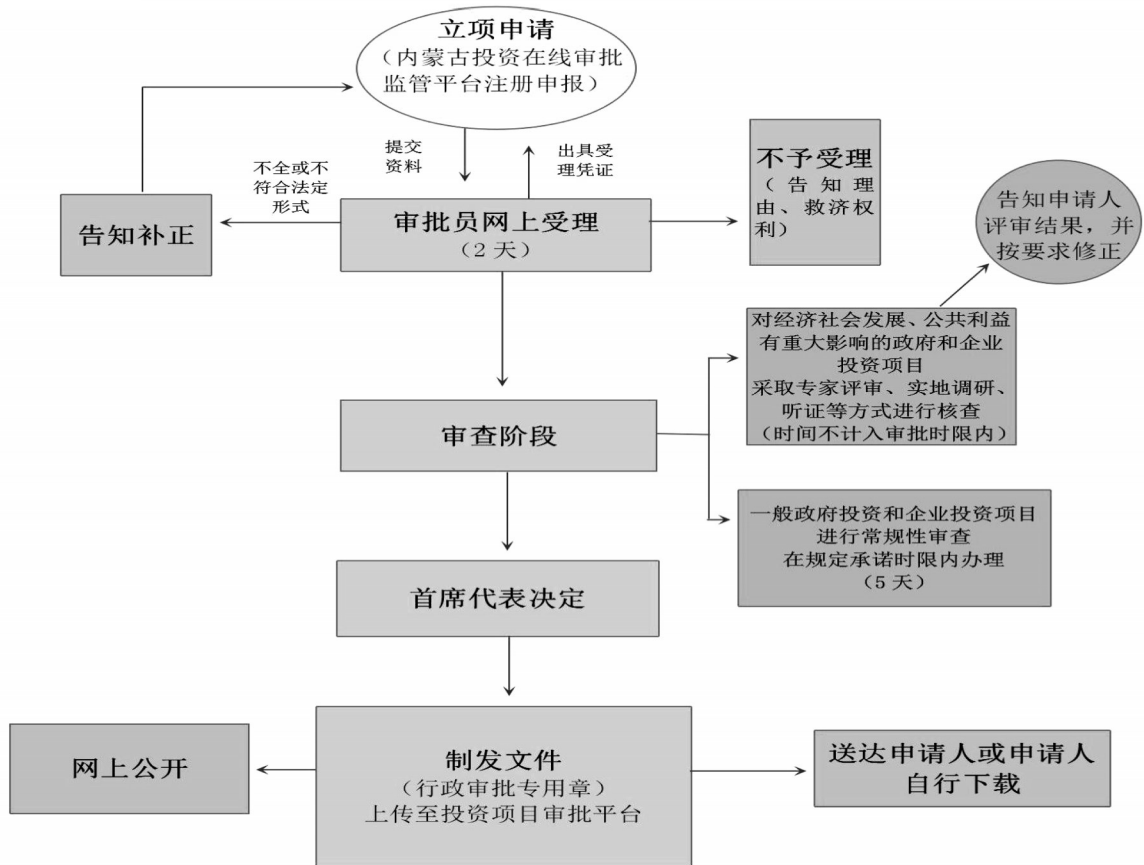 立项申请
（内蒙古投资在线审批
监管平台注册申报）
提交
资料
出具受
理凭证
不全或不
符合法定
形式
告知补正
审批员网上受理
（2 天）
不予受理
（告知理
由、救济权
利）
告知申请人
评审结果，并
按要求修正
对经济社会发展、公共利益
有重大影响的政府和企业
投资项目
采取专家评审、实地调研、
听证等方式进行核查
（时间不计入审批时限内）
审查阶段
一般政府投资和企业投资项目
进行常规性审查
在规定承诺时限内办理
（5 天）
首席代表决定
网上公开
制发文件
（行政审批专用章）
上传至投资项目审批平台
送达申请人或申请人
自行下载